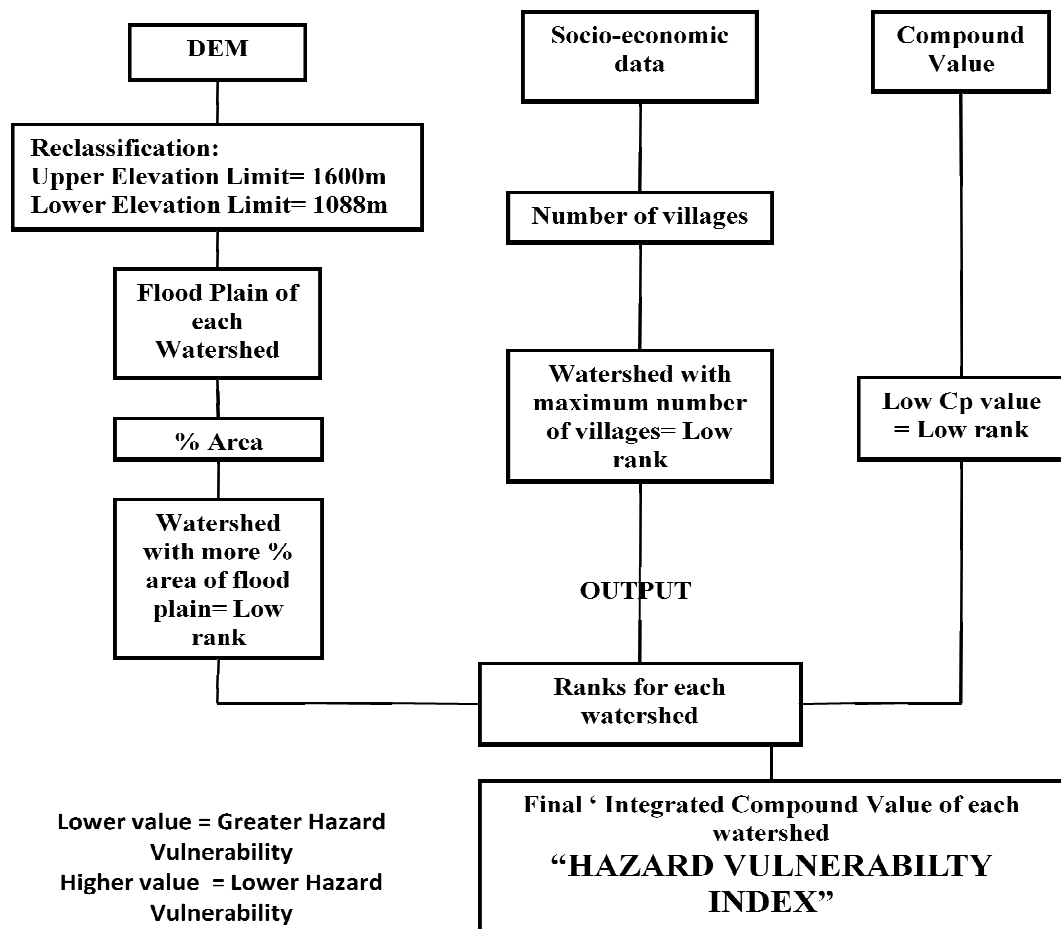 DEM
Reclassification:
Upper Elevation Limit= 1600m
Lower Elevation Limit= 1088m
Flood Plain of
each
Watershed
% Area
Watershed
with more %
area of flood
plain= Low
rank
Socio-economic
data
Number of villages
Watershed with
maximum number
of villages= Low
rank
Compound
Value
Low Cp value
= Low rank
OUTPUT
Ranks for each
watershed
Final ‘ Integrated Compound Value of each
watershed
“HAZARD VULNERABILTY
INDEX”
Lower value = Greater Hazard
Vulnerability
Higher value = Lower Hazard
Vulnerability